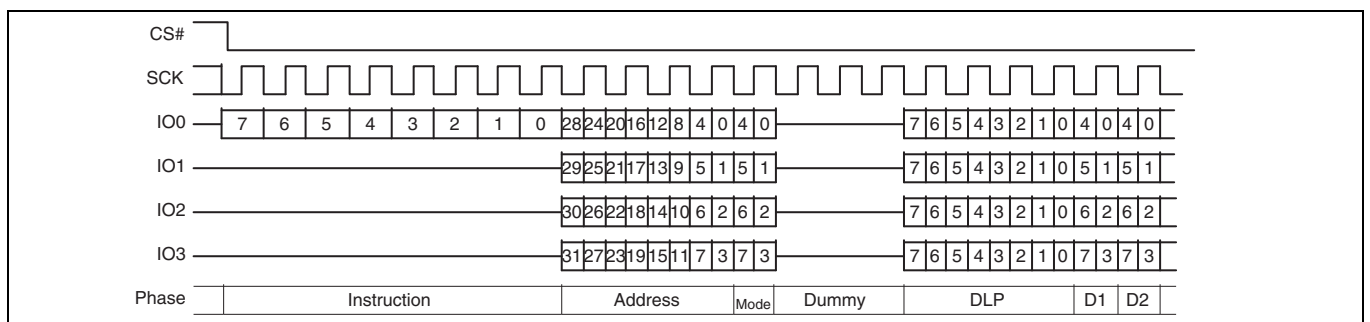 CS#
SCK
IO0 7 6 5 4 3 2 1 0 28 24 20 16 12 8 4 0 4 0 7 6 5 4 3 2 1 0 4 0 4 0
IO1 29 25 21 17 13 9 5 1 5 1 7 6 5 4 3 2 1 0 5 1 5 1
IO2 30 26 22 18 14 10 6 2 6 2 7 6 5 4 3 2 1 0 6 2 6 2
IO3 31 27 23 19 15 11 7 3 7 3 7 6 5 4 3 2 1 0 7 3 7 3
Phase Instruction Address Mode Dummy DLP D1 D2